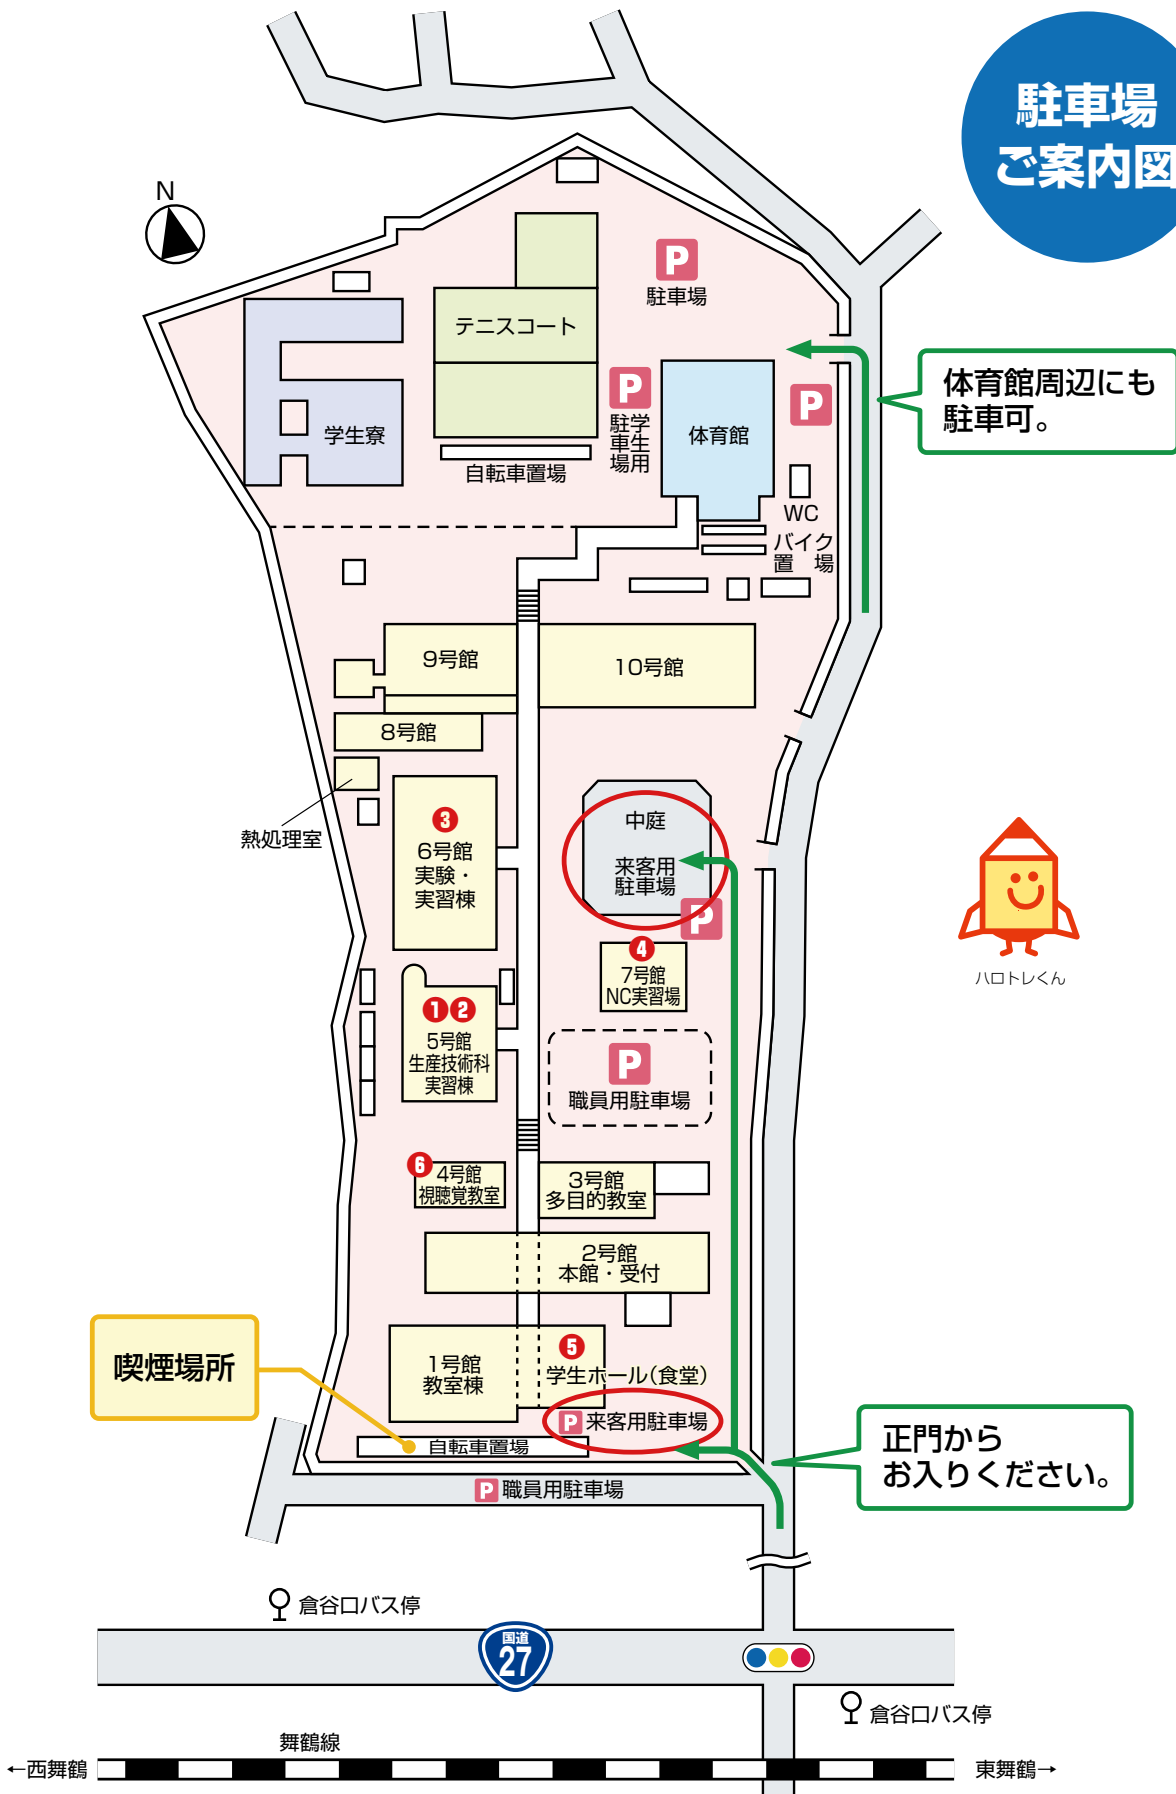 駐車場
ご案内図
N
P
駐車場
テニスコート
P
学生用
駐車場
P
体育館
体育館周辺にも
駐車可。
学生寮
自転車置場
WC
バイク
置場
9号館
10号館
8号館
熱処理室
3
6号館
実験・
実習棟
中庭
来客用
駐車場
P
4
7号館
NC実習場
ハロトレくん
1 2
5号館
生産技術科
実習棟
P
職員用駐車場
6
4号館
視聴覚教室
3号館
多目的教室
2号館
本館・受付
喫煙場所
1号館
教室棟
5
学生ホール(食堂)
P 来客用駐車場
自転車置場
正門から
お入りください。
P 職員用駐車場
倉谷口バス停
国道
27
倉谷口バス停
舞鶴線
←西舞鶴
東舞鶴→